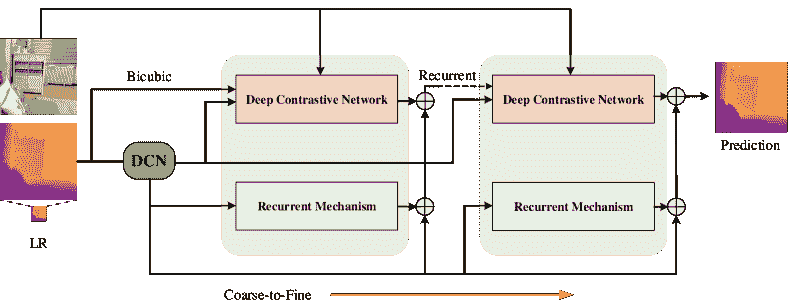 Bicubic
Deep Contrastive Network
Recurrent
Deep Contrastive Network
Prediction
DCN
Recurrent Mechanism
Recurrent Mechanism
LR
Coarse-to-Fine